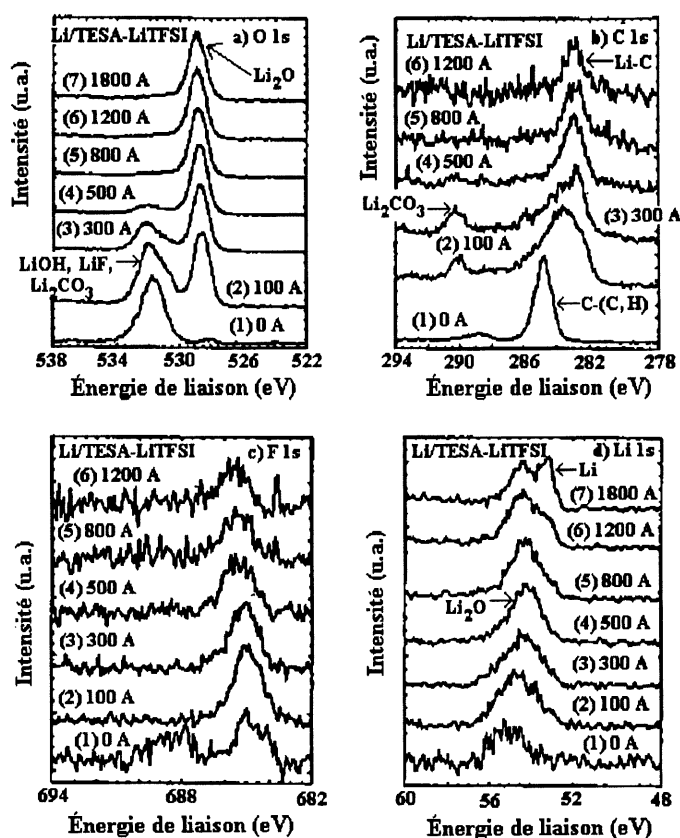 Li/TESA-LiTFSI a) O 1s
(7) 1800 A
Li₂O
(6) 1200 A
(5) 800 A
(4) 500 A
(3) 300 A
LiOH, LiF,
Li₂CO₃
(2) 100 A
(1) 0 A
538 534 530 526 522
Énergie de liaison (eV)
Intensité (u.a.)
Li/TESA-LiTFSI b) C 1s
(6) 1200 A
Li-C
(5) 800 A
(4) 500 A
Li₂CO₃
(3) 300 A
(2) 100 A
C-(C, H)
(1) 0 A
294 290 286 282 278
Énergie de liaison (eV)
Intensité (u.a.)
Li/TESA-LiTFSI c) F 1s
(6) 1200 A
(5) 800 A
(4) 500 A
(3) 300 A
(2) 100 A
(1) 0 A
694 688 682
Énergie de liaison (eV)
Intensité (u.a.)
Li/TESA-LiTFSI d) Li 1s
Li
(7) 1800 A
(6) 1200 A
(5) 800 A
Li₂O
(4) 500 A
(3) 300 A
(2) 100 A
(1) 0 A
60 56 52 48
Énergie de liaison (eV)
Intensité (u.a.)